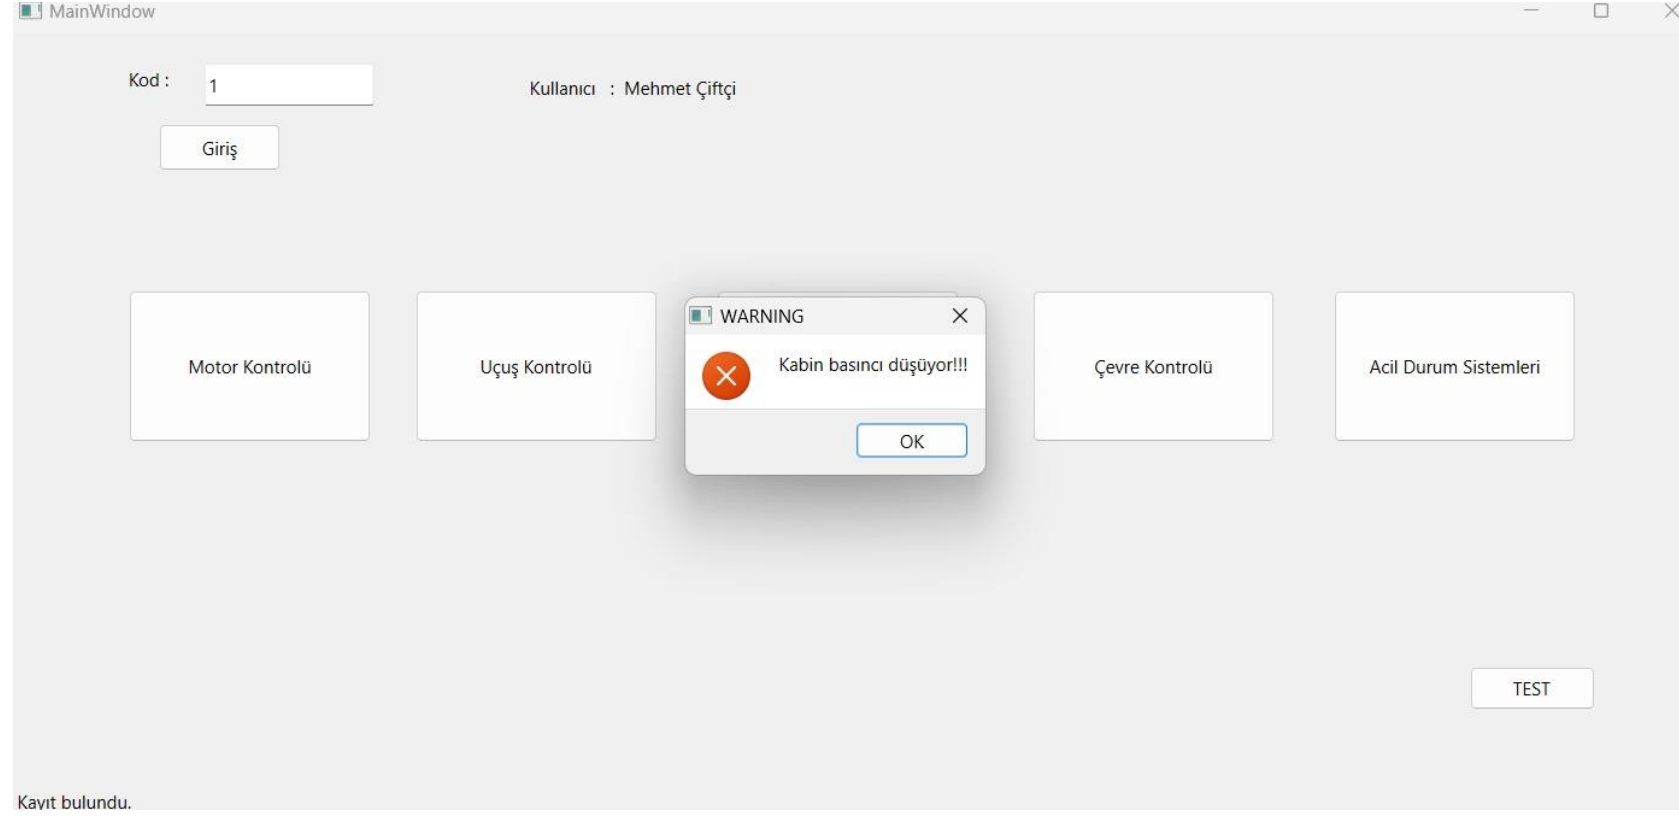 MainWindow
Kod :
1
Kullanıcı : Mehmet Çiftçi
Giriş
WARNING
Motor Kontrolü
Uçuş Kontrolü
Kabin basıncı düşüyor!!!
Çevre Kontrolü
Acil Durum Sistemleri
OK
TEST
Kayıt bulundu.